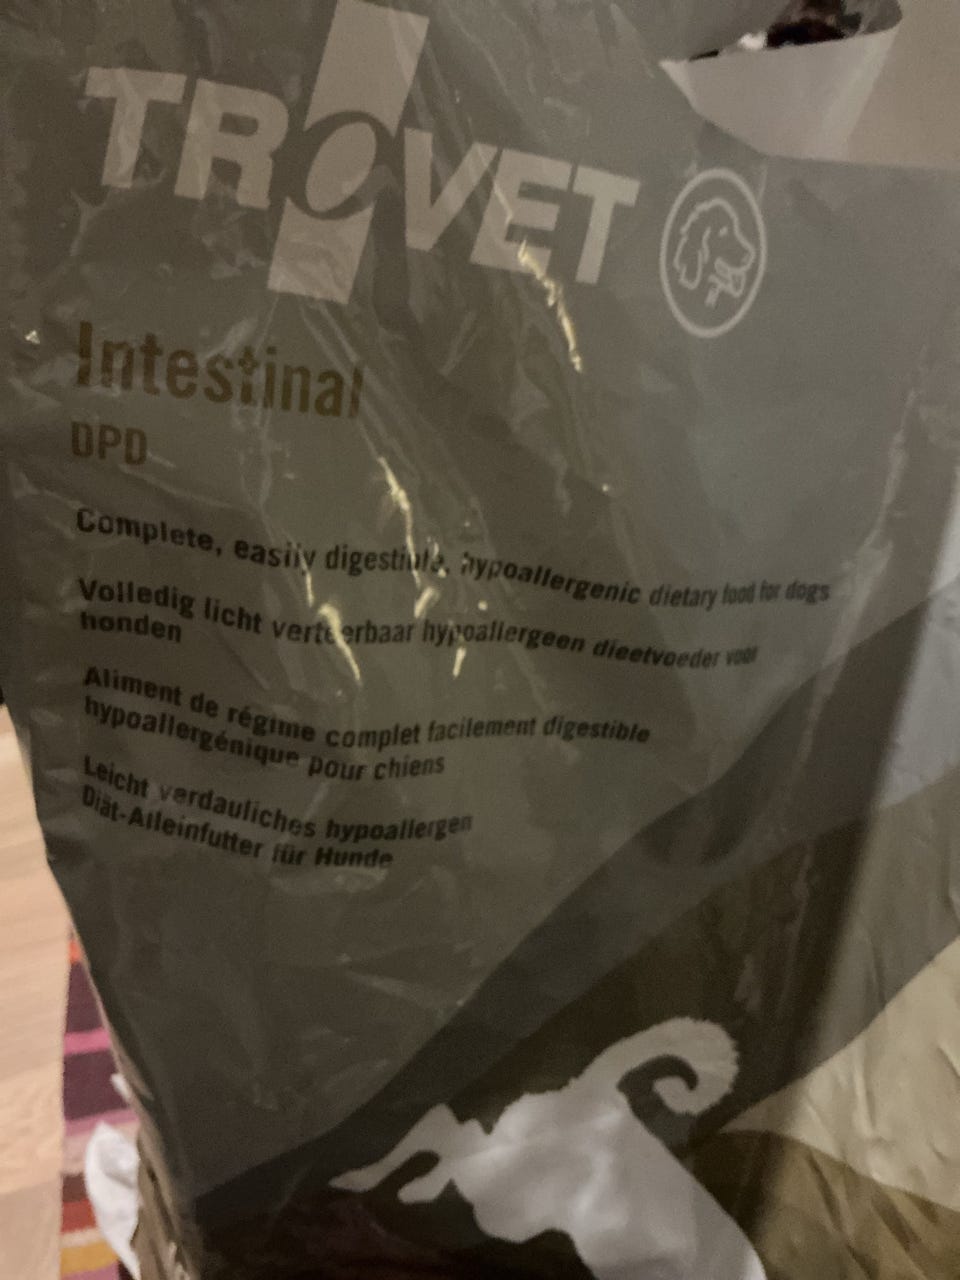 TROVET
Intestinal
DPD
Complete, easily digestible, hypoallergenic dietary food for dogs
Volledig licht verteerbaar hypoallergeen dieetvoeder voor
honden
Aliment de régime complet facilement digestible
hypoallergénique pour chiens
Leicht verdauliches hypoallergen
Diät-Alleinfutter für Hunde